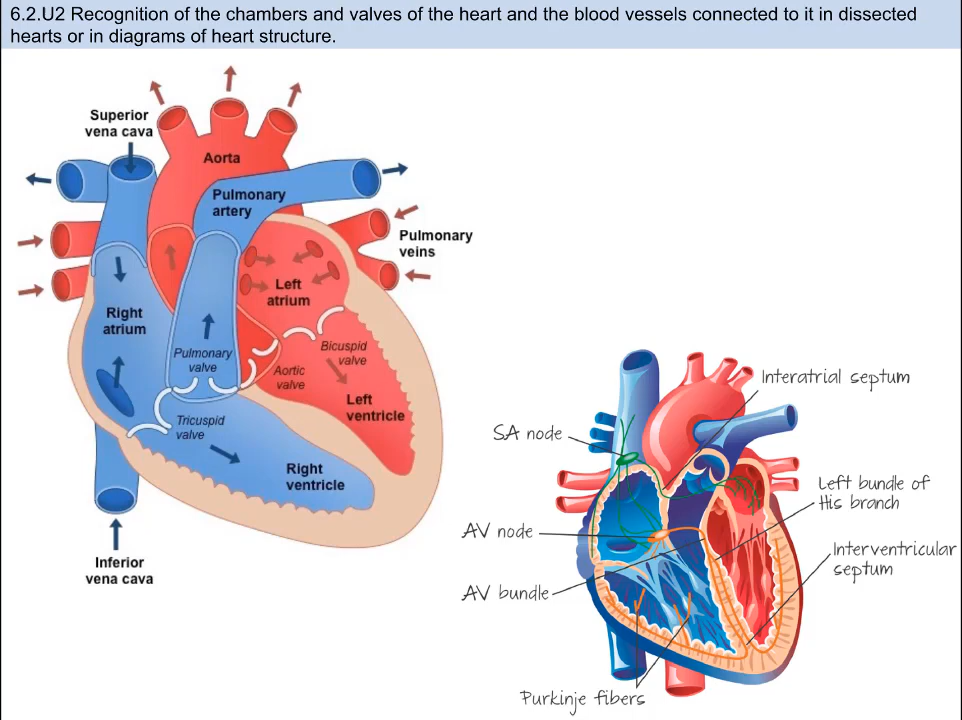 6.2.U2 Recognition of the chambers and valves of the heart and the blood vessels connected to it in dissected
hearts or in diagrams of heart structure.
Superior
vena cava
Aorta
Pulmonary
artery
Pulmonary
veins
Left
atrium
Right
atrium
Pulmonary
valve
Bicuspid
valve
Aortic
valve
Left
ventricle
Tricuspid
valve
Right
ventricle
Inferior
vena cava
Interatrial septum
SA node
Left bundle of
His branch
AV node
Interventricular
septum
AV bundle
Purkinje fibers